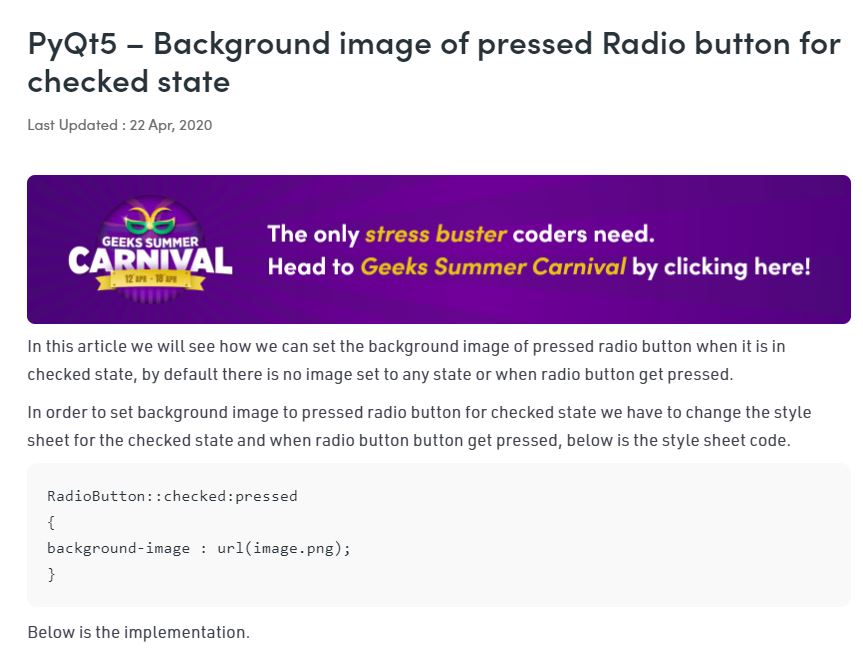 PyQt5 – Background image of pressed Radio button for
checked state
Last Updated : 22 Apr, 2020
GEEKS SUMMER
CARNIVAL
12 APR - 18 APR
The only stress buster coders need.
Head to Geeks Summer Carnival by clicking here!
In this article we will see how we can set the background image of pressed radio button when it is in
checked state, by default there is no image set to any state or when radio button get pressed.
In order to set background image to pressed radio button for checked state we have to change the style
sheet for the checked state and when radio button button get pressed, below is the style sheet code.
RadioButton::checked:pressed
{
background-image : url(image.png);
}
Below is the implementation.